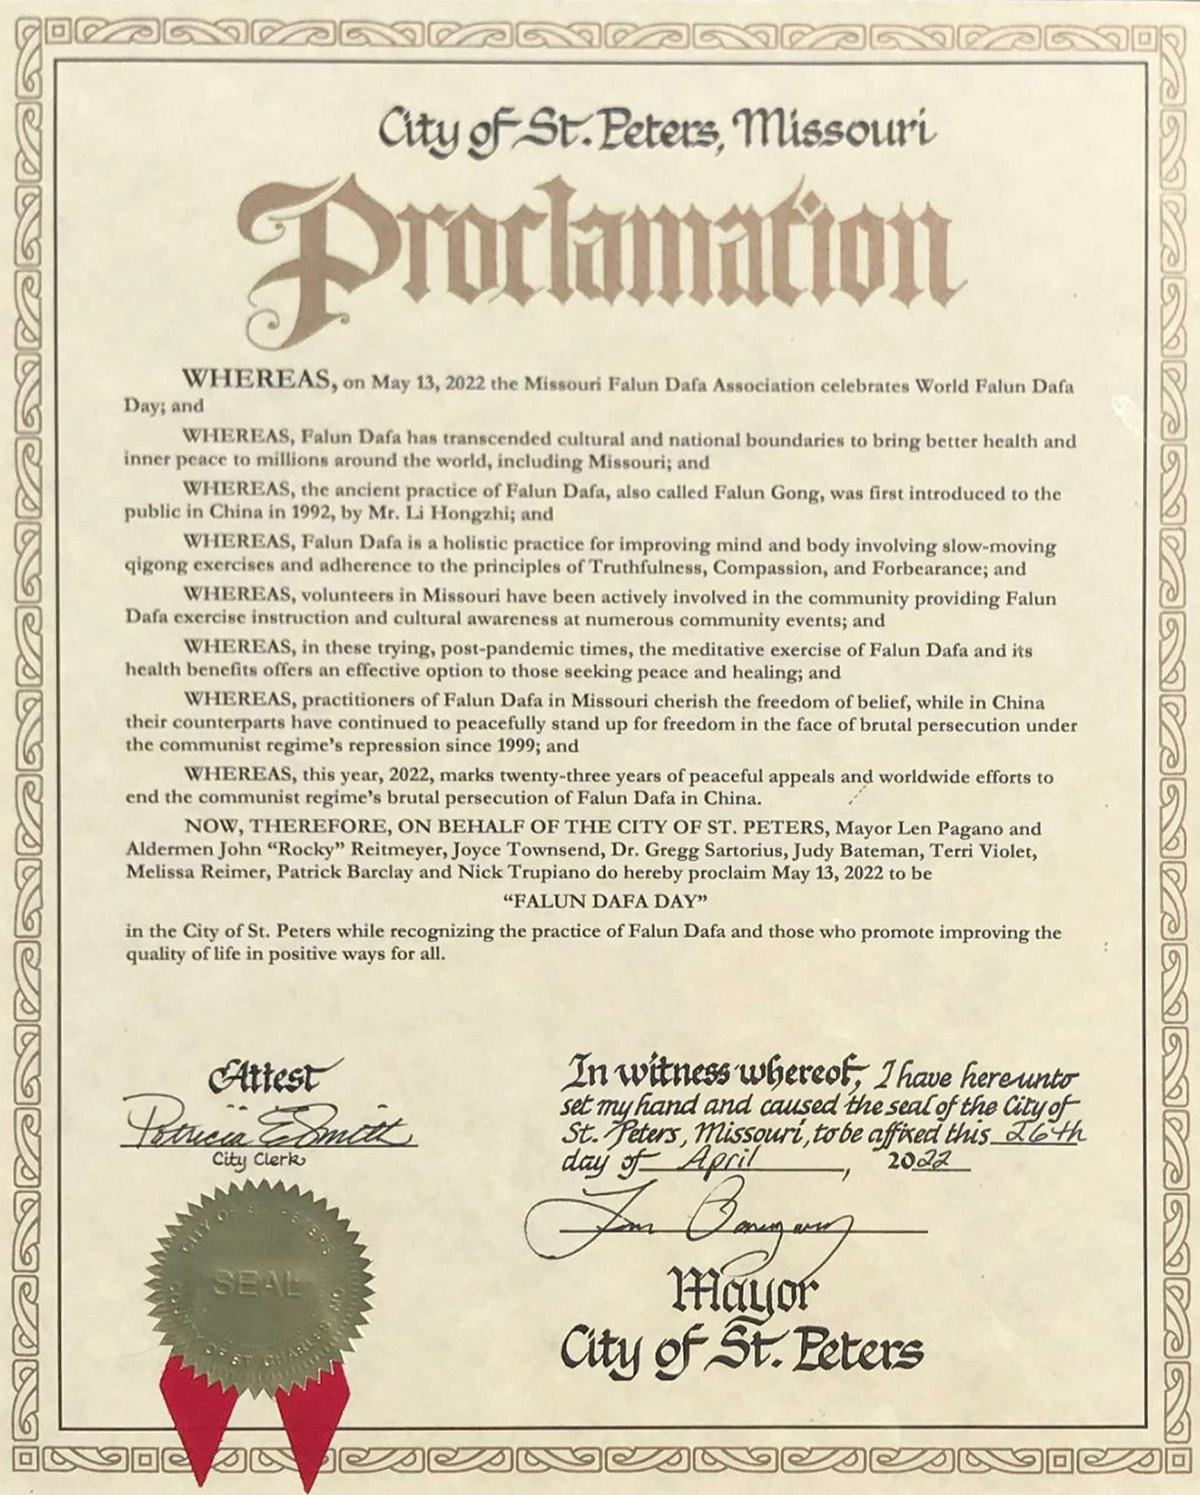 City of St. Peters, Missouri
Proclamation
WHEREAS, on May 13, 2022 the Missouri Falun Dafa Association celebrates World Falun Dafa
Day; and
WHEREAS, Falun Dafa has transcended cultural and national boundaries to bring better health and
inner peace to millions around the world, including Missouri; and
WHEREAS, the ancient practice of Falun Dafa, also called Falun Gong, was first introduced to the
public in China in 1992, by Mr. Li Hongzhi; and
WHEREAS, Falun Dafa is a holistic practice for improving mind and body involving slow-moving
qigong exercises and adherence to the principles of Truthfulness, Compassion, and Forbearance; and
WHEREAS, volunteers in Missouri have been actively involved in the community providing Falun
Dafa exercise instruction and cultural awareness at numerous community events; and
WHEREAS, in these trying, post-pandemic times, the meditative exercise of Falun Dafa and its
health benefits offers an effective option to those seeking peace and healing; and
WHEREAS, practitioners of Falun Dafa in Missouri cherish the freedom of belief, while in China
their counterparts have continued to peacefully stand up for freedom in the face of brutal persecution under
the communist regime's repression since 1999; and
WHEREAS, this year, 2022, marks twenty-three years of peaceful appeals and worldwide efforts to
end the communist regime's brutal persecution of Falun Dafa in China.
NOW, THEREFORE, ON BEHALF OF THE CITY OF ST. PETERS, Mayor Len Pagano and
Aldermen John “Rocky” Reitmeyer, Joyce Townsend, Dr. Gregg Sartorius, Judy Bateman, Terri Violet,
Melissa Reimer, Patrick Barclay and Nick Trupiano do hereby proclaim May 13, 2022 to be
“FALUN DAFA DAY”
in the City of St. Peters while recognizing the practice of Falun Dafa and those who promote improving the
quality of life in positive ways for all.
Attest
Patricia E Smith
City Clerk
In witness whereof, I have hereunto
set my hand and caused the seal of the City of
St. Peters, Missouri, to be affixed this 26th
day of April, 2022
Mayor
City of St. Peters
CITY OF ST. PETERS
SEAL
COUNTY OF ST. CHARLES, MO